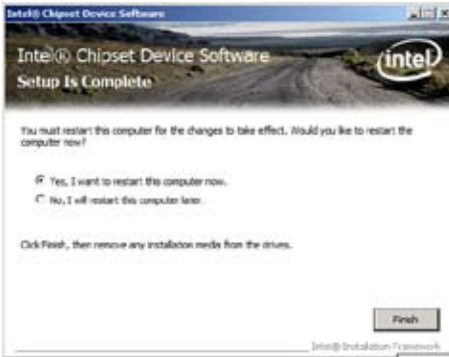 Intel® Chipset Device Software
Intel® Chipset Device Software
Setup Is Complete
intel
You must restart this computer for the changes to take effect. Would you like to restart the
computer now?
Yes, I want to restart this computer now.
No, I will restart this computer later.
Click Finish, then remove any installation media from the drives.
Finish
Intel® Installation Framework